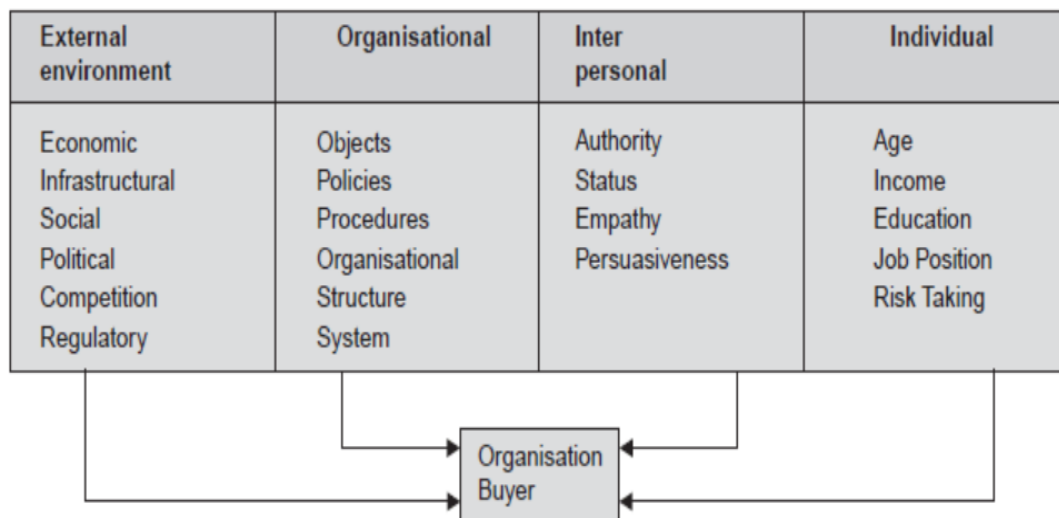 External
environment
Organisational
Inter
personal
Individual
Economic
Infrastructural
Social
Political
Competition
Regulatory
Objects
Policies
Procedures
Organisational
Structure
System
Authority
Status
Empathy
Persuasiveness
Age
Income
Education
Job Position
Risk Taking
Organisation
Buyer